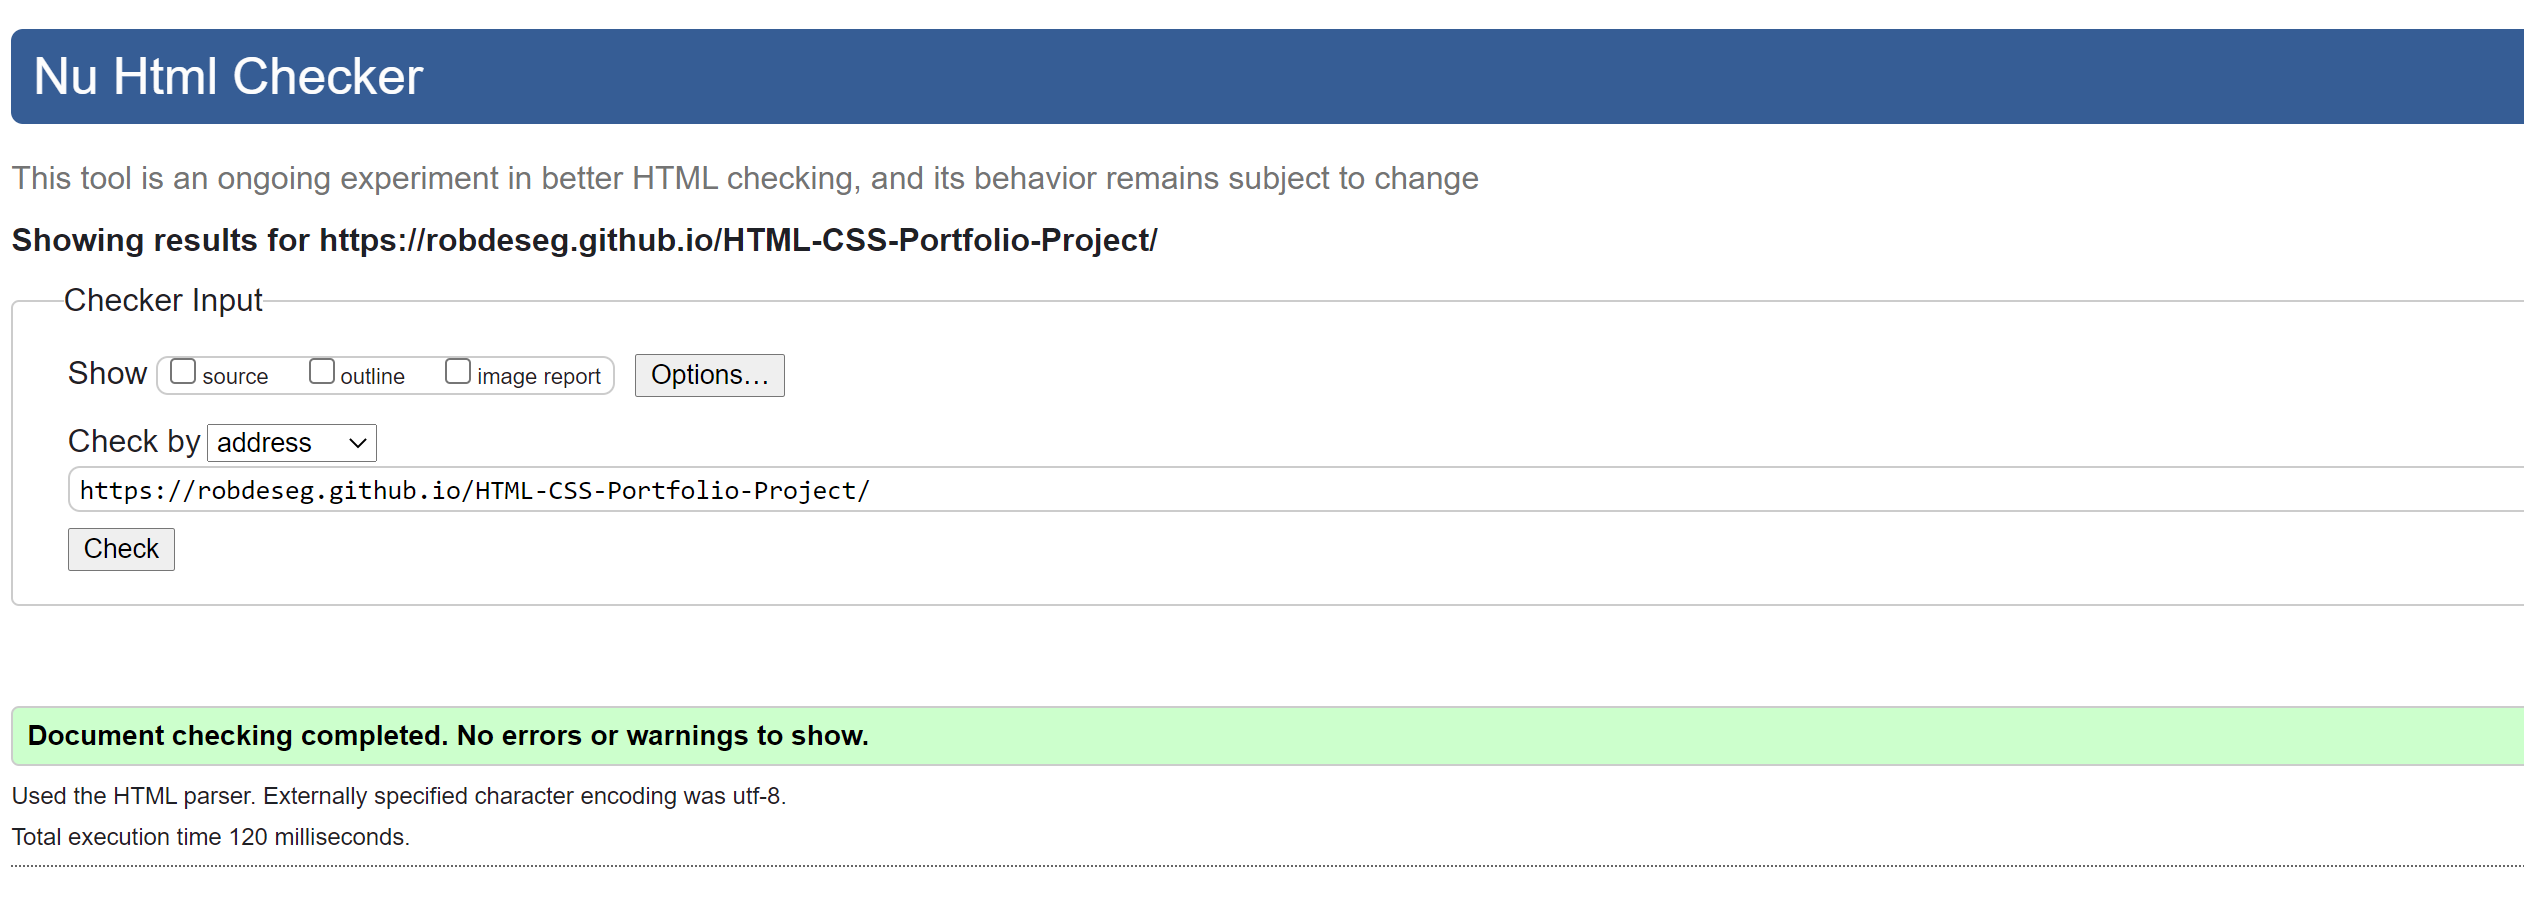 Nu Html Checker
This tool is an ongoing experiment in better HTML checking, and its behavior remains subject to change
Showing results for https://robdeseg.github.io/HTML-CSS-Portfolio-Project/
Checker Input
Show source outline image report Options...
Check by address
https://robdeseg.github.io/HTML-CSS-Portfolio-Project/
Check
Document checking completed. No errors or warnings to show.
Used the HTML parser. Externally specified character encoding was utf-8.
Total execution time 120 milliseconds.